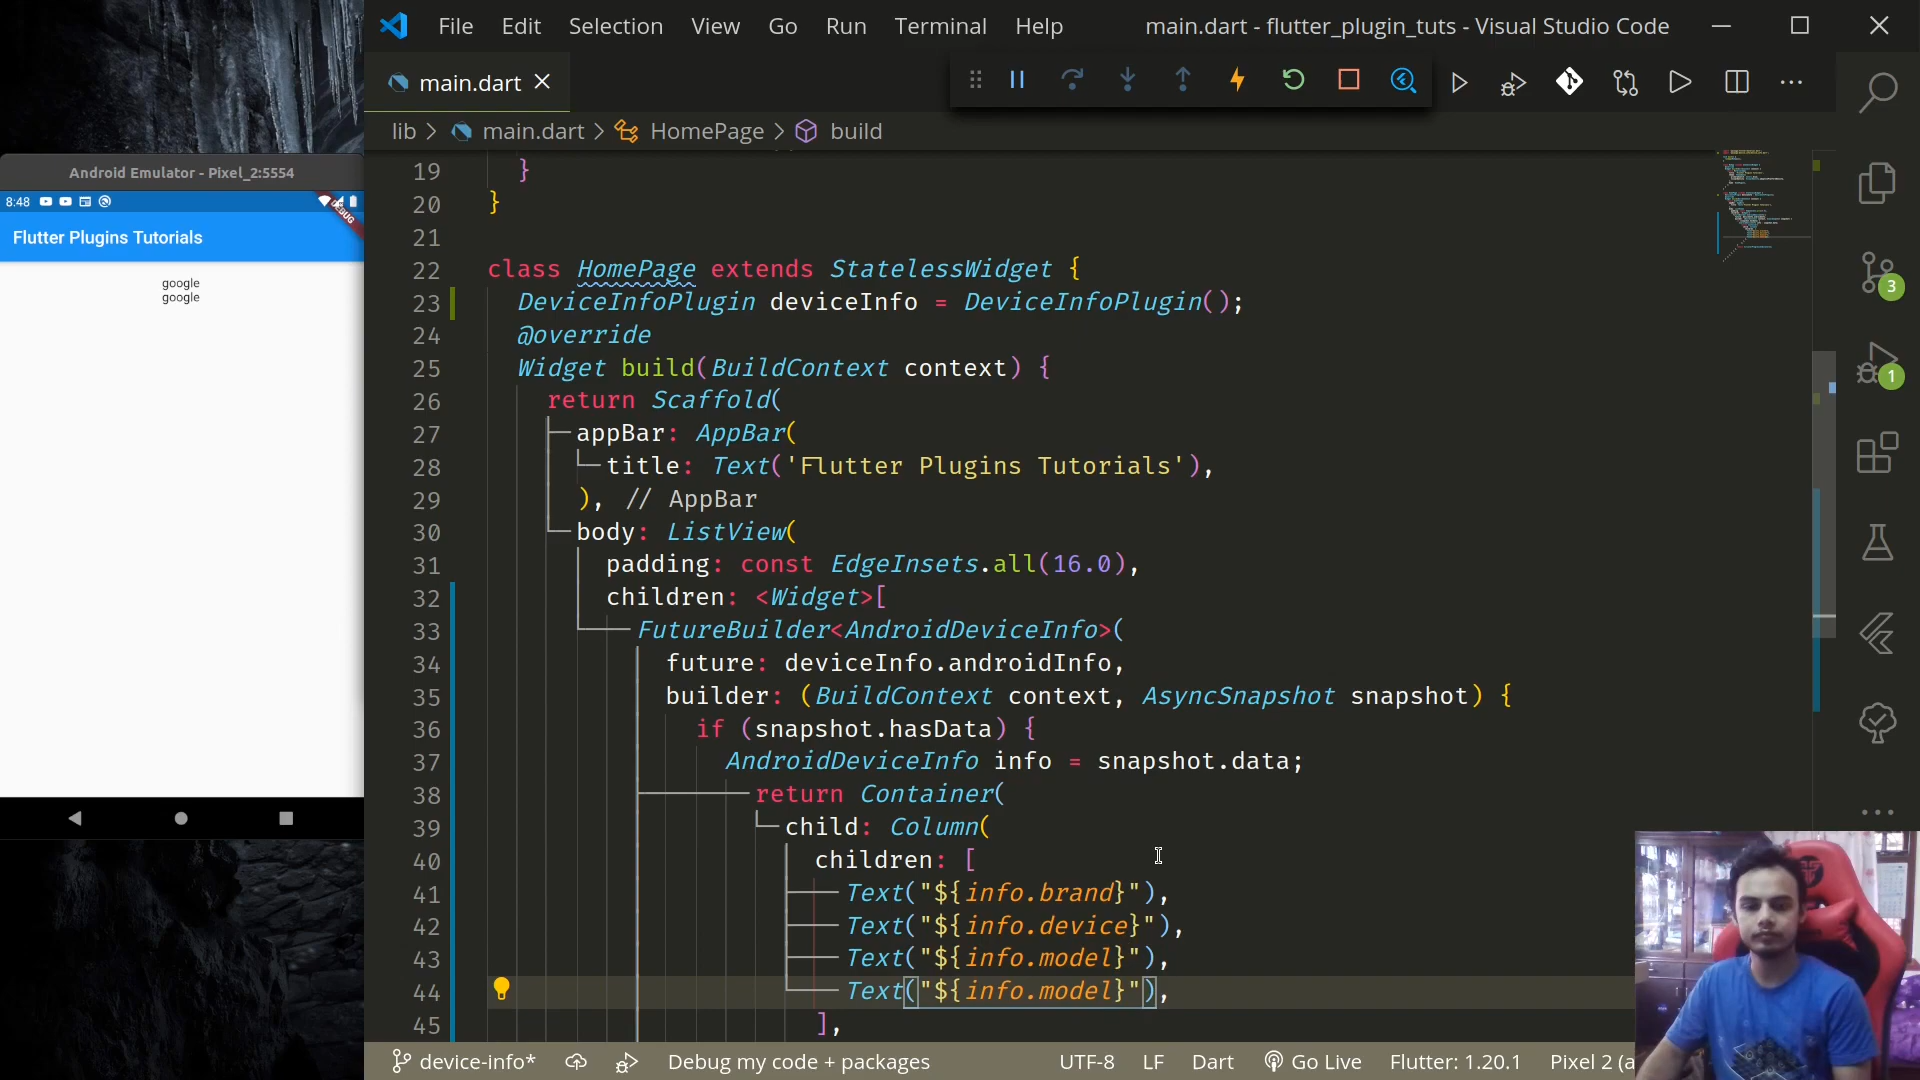 File Edit Selection View Go Run Terminal Help main.dart - flutter_plugin_tuts - Visual Studio Code
main.dart
lib > main.dart > HomePage > build
Android Emulator - Pixel_2:5554
8:48
DEBUG
Flutter Plugins Tutorials
google
google
19 }
20 }
21
22 class HomePage extends StatelessWidget {
23 DeviceInfoPlugin deviceInfo = DeviceInfoPlugin();
24 @override
25 Widget build(BuildContext context) {
26 return Scaffold(
27 appBar: AppBar(
28 title: Text('Flutter Plugins Tutorials'),
29 ), // AppBar
30 body: ListView(
31 padding: const EdgeInsets.all(16.0),
32 children: <Widget>[
33 FutureBuilder<AndroidDeviceInfo>(
34 future: deviceInfo.androidInfo,
35 builder: (BuildContext context, AsyncSnapshot snapshot) {
36 if (snapshot.hasData) {
37 AndroidDeviceInfo info = snapshot.data;
38 return Container(
39 child: Column(
40 children: [
41 Text("${info.brand}"),
42 Text("${info.device}"),
43 Text("${info.model}"),
44 Text("${info.model}"),
45 ],
3
1
device-info* Debug my code + packages UTF-8 LF Dart Go Live Flutter: 1.20.1 Pixel 2 (a